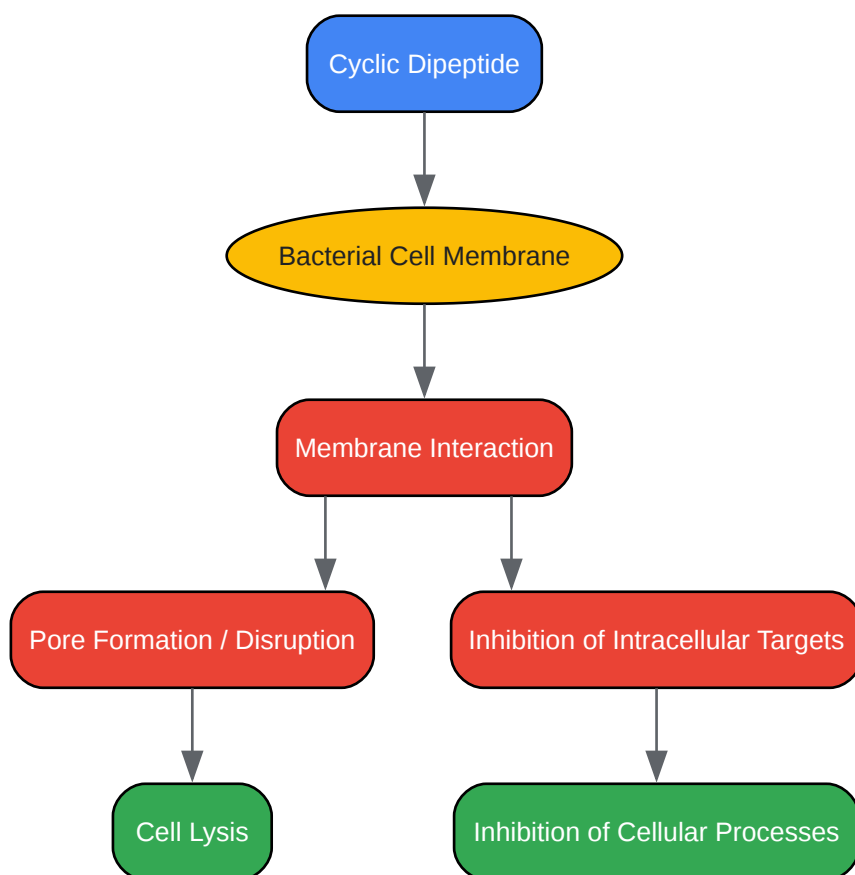 Cyclic Dipeptide
Bacterial Cell Membrane
Membrane Interaction
Pore Formation / Disruption
Inhibition of Intracellular Targets
Cell Lysis
Inhibition of Cellular Processes